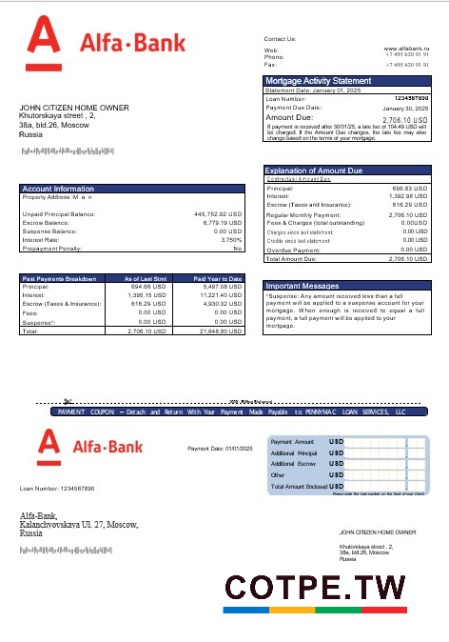 Alfa·Bank
Contact Us:
Web: www.alfabank.ru
Phone: +7 495 620 91 91
Fax: +7 495 620 91 91
Mortgage Activity Statement
Statement Date: January 01, 2025
Loan Number: 1234567890
Payment Due Date: January 30, 2025
Amount Due: 2,706.10 USD
If payment is received after 30/01/25, a late fee of 104.49 USD will
be charged. If the Amount Due changes, the late fee may also
change based on the terms of your mortgage.
JOHN CITIZEN HOME OWNER
Khutorskaya street , 2,
38a, bld.26, Moscow
Russia
Account Information
Property Address :M a n
Unpaid Principal Balance: 445,752.92 USD
Escrow Balance: 6,779.19 USD
Suspense Balance: 0.00 USD
Interest Rate: 3.750%
Prepayment Penalty: No
Explanation of Amount Due
Contractual Amount Due
Principal: 696.83 USD
Interest: 1,392.98 USD
Escrow (Taxes and Insurance): 616.29 USD
Regular Monthly Payment: 2,706.10 USD
Fees & Charges (total outstanding) 0.00USD
Charges since last statement: 0.00 USD
Credits since last statement: 0.00 USD
Overdue Payment: 0.00 USD
Total Amount Due: 2,706.10 USD
Past Payments Breakdown As of Last Stmt Paid Year to Date
Principal: 694.66 USD 5,497.08 USD
Interest: 1,395.15 USD 11,221.40 USD
Escrow (Taxes & Insurance): 616.29 USD 4,930.32 USD
Fees: 0.00 USD 0.00 USD
Suspense*: 0.00 USD 0.00 USD
Total: 2,706.10 USD 21,648.80 USD
Important Messages
*Suspense: Any amount received less than a full
payment will be applied to a suspense account for your
mortgage. When enough is received to equal a full
payment, a full payment will be applied to your
mortgage.
PAYMENT COUPON – Detach and Return With Your Payment Made Payable to PENNYMAC LOAN SERVICES, LLC
Alfa·Bank
Payment Date: 01/01/2025
Payment Amount USD
Additional Principal USD
Additional Escrow USD
Other USD
Total Amount Enclosed USD
Loan Number: 1234567890
Alfa-Bank,
Kalanchyovskaya Ul. 27, Moscow,
Russia
JOHN CITIZEN HOME OWNER
Khutorskaya street , 2,
38a, bld.26, Moscow
Russia
COTPE.TW